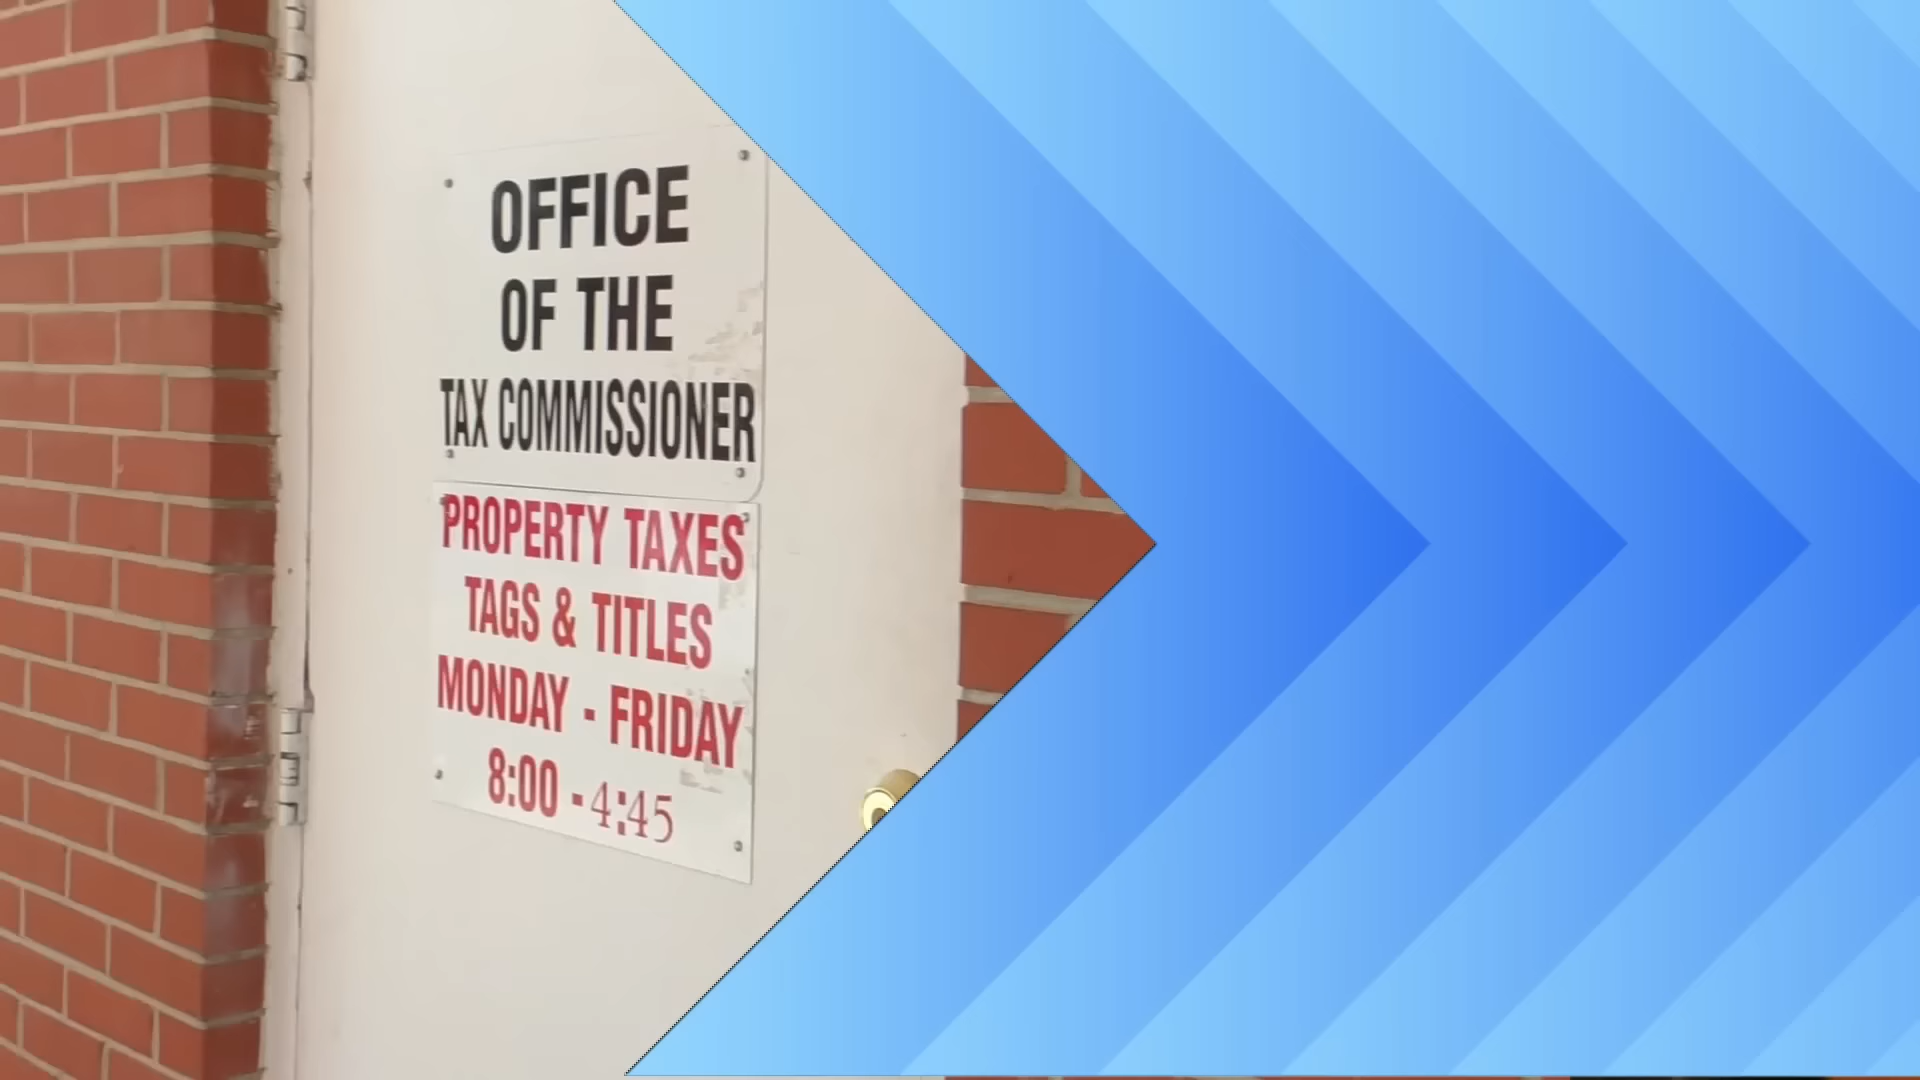 OFFICE
OF THE
TAX COMMISSIONER
PROPERTY TAXES
TAGS & TITLES
MONDAY - FRIDAY
8:00 - 4:45